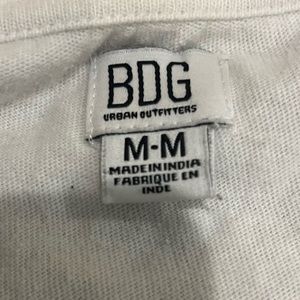 BDG
URBAN OUTFITTERS
M-M
MADE IN INDIA
FABRIQUE EN
INDE